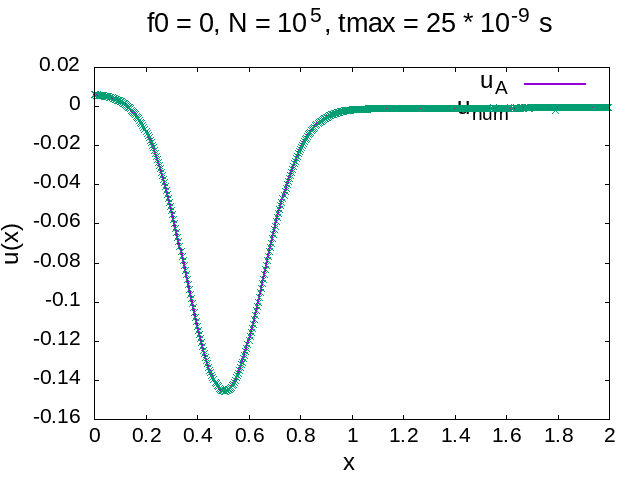 f0 = 0, N = 10^5, tmax = 25 * 10^-9 s
0.02
u_A
0
u_num
-0.02
-0.04
-0.06
u(x)
-0.08
-0.1
-0.12
-0.14
-0.16
0 0.2 0.4 0.6 0.8 1 1.2 1.4 1.6 1.8 2
x